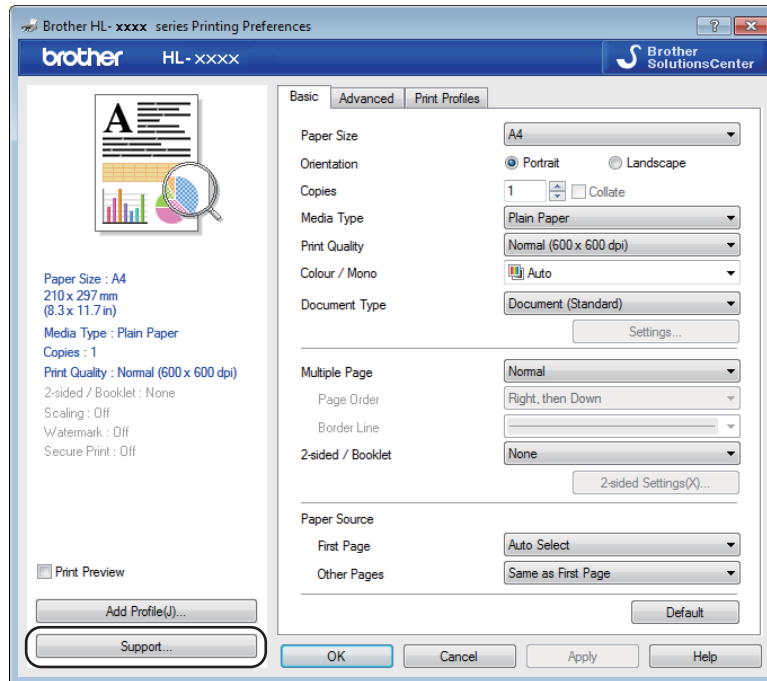 Brother HL- xxxx series Printing Preferences
brother HL-xxxx
Brother
SolutionsCenter
A
Paper Size : A4
210 x 297 mm
(8.3 x 11.7 in)
Media Type : Plain Paper
Copies : 1
Print Quality : Normal (600 x 600 dpi)
2-sided / Booklet : None
Scaling : Off
Watermark : Off
Secure Print : Off
Print Preview
Add Profile(J)...
Support...
Basic Advanced Print Profiles
Paper Size A4
Orientation Portrait Landscape
Copies 1 Collate
Media Type Plain Paper
Print Quality Normal (600 x 600 dpi)
Colour / Mono Auto
Document Type Document (Standard)
Settings...
Multiple Page Normal
Page Order Right, then Down
Border Line
2-sided / Booklet None
2-sided Settings(X)...
Paper Source
First Page Auto Select
Other Pages Same as First Page
Default
OK Cancel Apply Help